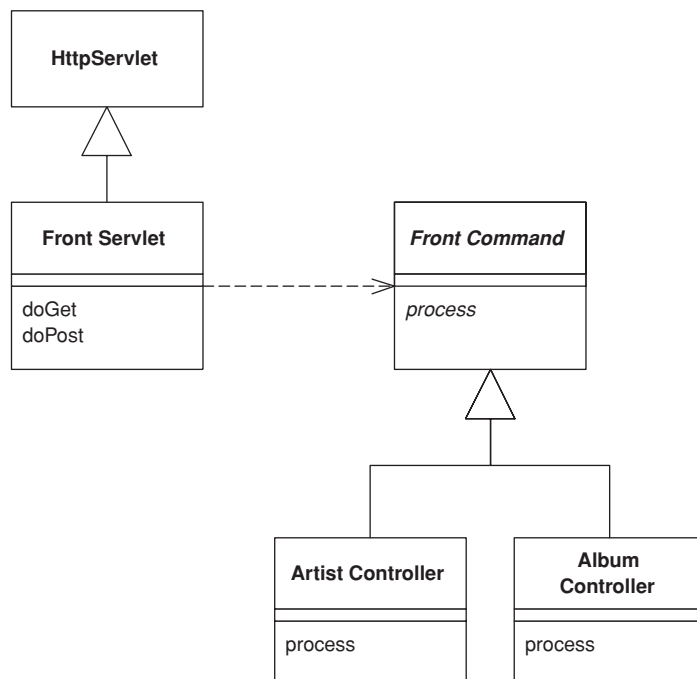 HttpServlet
Front Servlet
doGet
doPost
Front Command
process
Artist Controller
process
Album
Controller
process